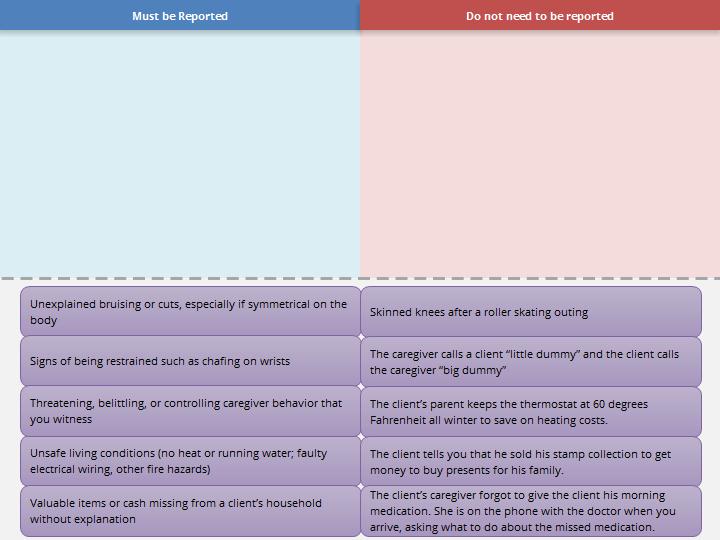 Must be Reported
Do not need to be reported
Unexplained bruising or cuts, especially if symmetrical on the
body
Skinned knees after a roller skating outing
Signs of being restrained such as chafing on wrists
The caregiver calls a client “little dummy” and the client calls
the caregiver “big dummy”
Threatening, belittling, or controlling caregiver behavior that
you witness
The client’s parent keeps the thermostat at 60 degrees
Fahrenheit all winter to save on heating costs.
Unsafe living conditions (no heat or running water; faulty
electrical wiring, other fire hazards)
The client tells you that he sold his stamp collection to get
money to buy presents for his family.
Valuable items or cash missing from a client’s household
without explanation
The client’s caregiver forgot to give the client his morning
medication. She is on the phone with the doctor when you
arrive, asking what to do about the missed medication.